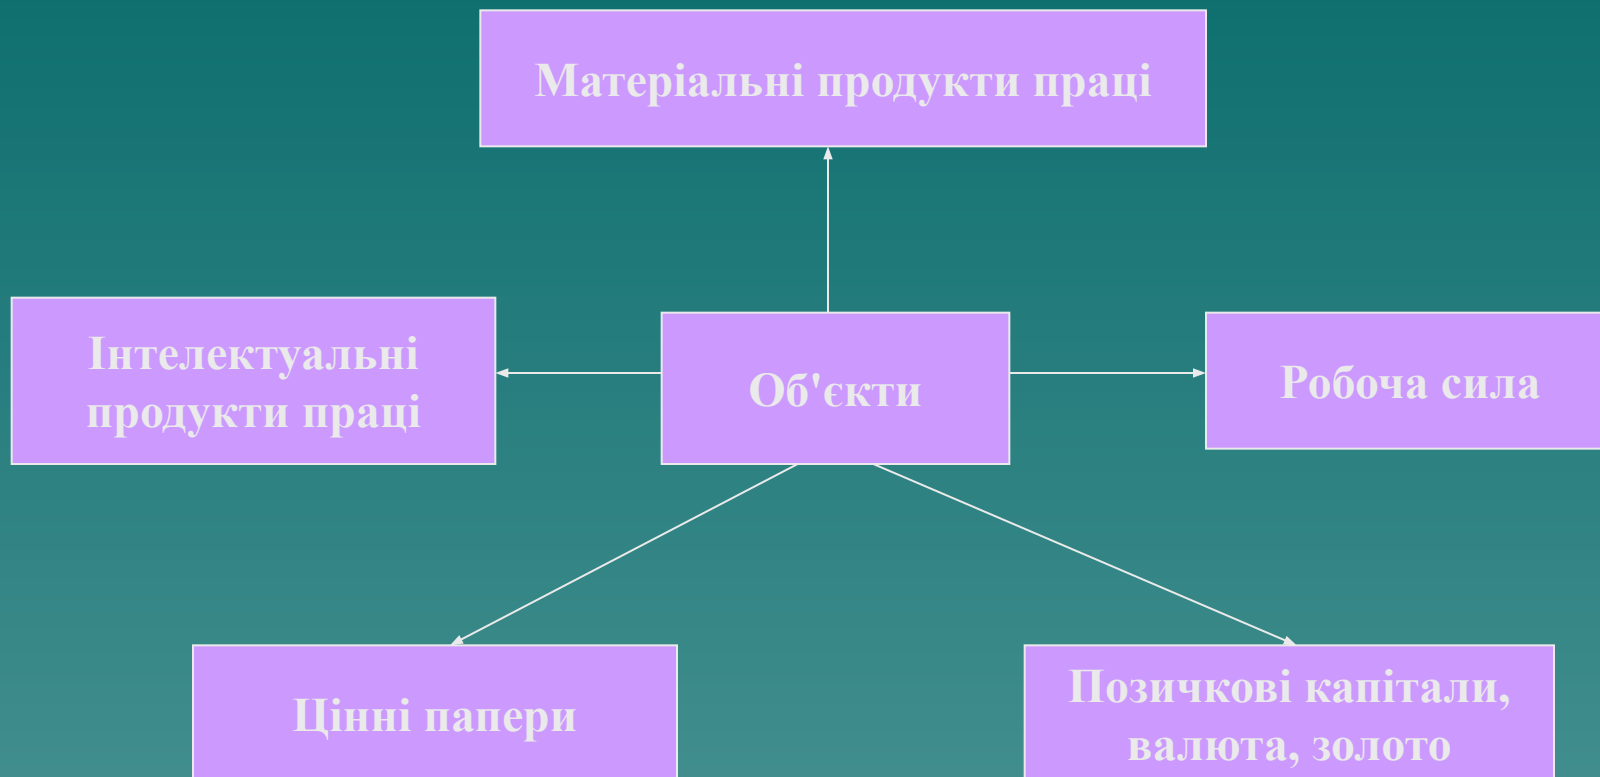 Матеріальні продукти праці
Інтелектуальні
продукти праці
Об'єкти
Робоча сила
Цінні папери
Позичкові капітали,
валюта, золото